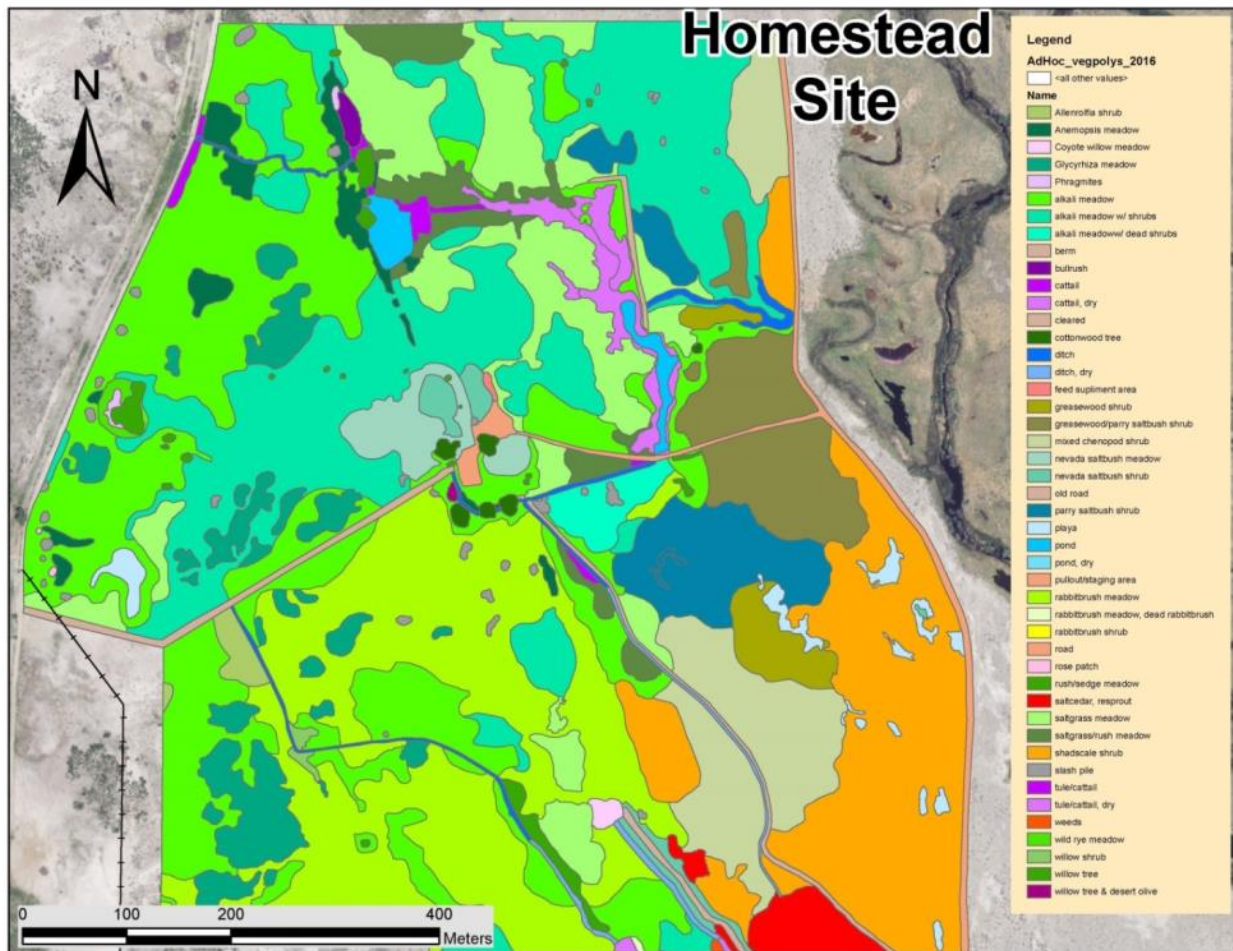 Homestead
Site
N
Legend
AdHoc_vegpolys_2016
<all other values>
Name
Allenrolfia shrub
Anemopsis meadow
Coyote willow meadow
Glycyrhiza meadow
Phragmites
alkali meadow
alkali meadow w/ shrubs
alkali meadoww/ dead shrubs
berm
bullrush
cattail
cattail, dry
cleared
cottonwood tree
ditch
ditch, dry
feed supliment area
greasewood shrub
greasewood/parry saltbush shrub
mixed chenopod shrub
nevada saltbush meadow
nevada saltbush shrub
old road
parry saltbush shrub
playa
pond
pond, dry
pullout/staging area
rabbitbrush meadow
rabbitbrush meadow, dead rabbitbrush
rabbitbrush shrub
road
rose patch
rush/sedge meadow
saltcedar, resprout
saltgrass meadow
saltgrass/rush meadow
shadscale shrub
slash pile
tule/cattail
tule/cattail, dry
weeds
wild rye meadow
willow shrub
willow tree
willow tree & desert olive
0 100 200 400
Meters